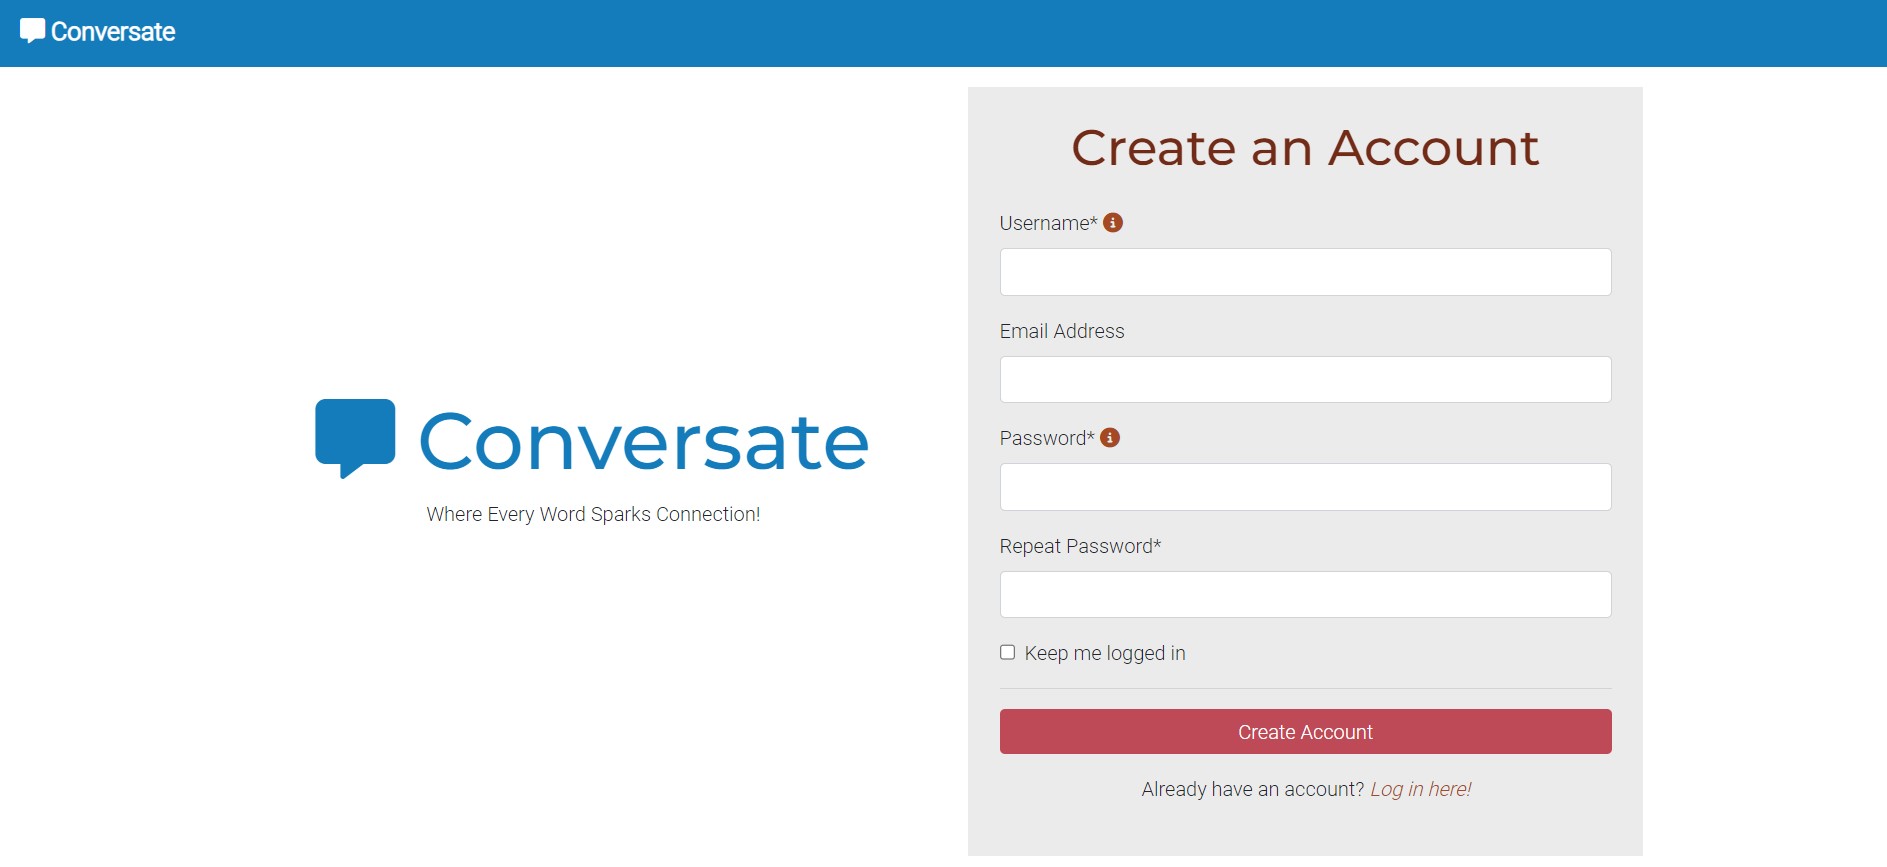 Conversate
Conversate
Where Every Word Sparks Connection!
Create an Account
Username*
Email Address
Password*
Repeat Password*
Keep me logged in
Create Account
Already have an account? Log in here!